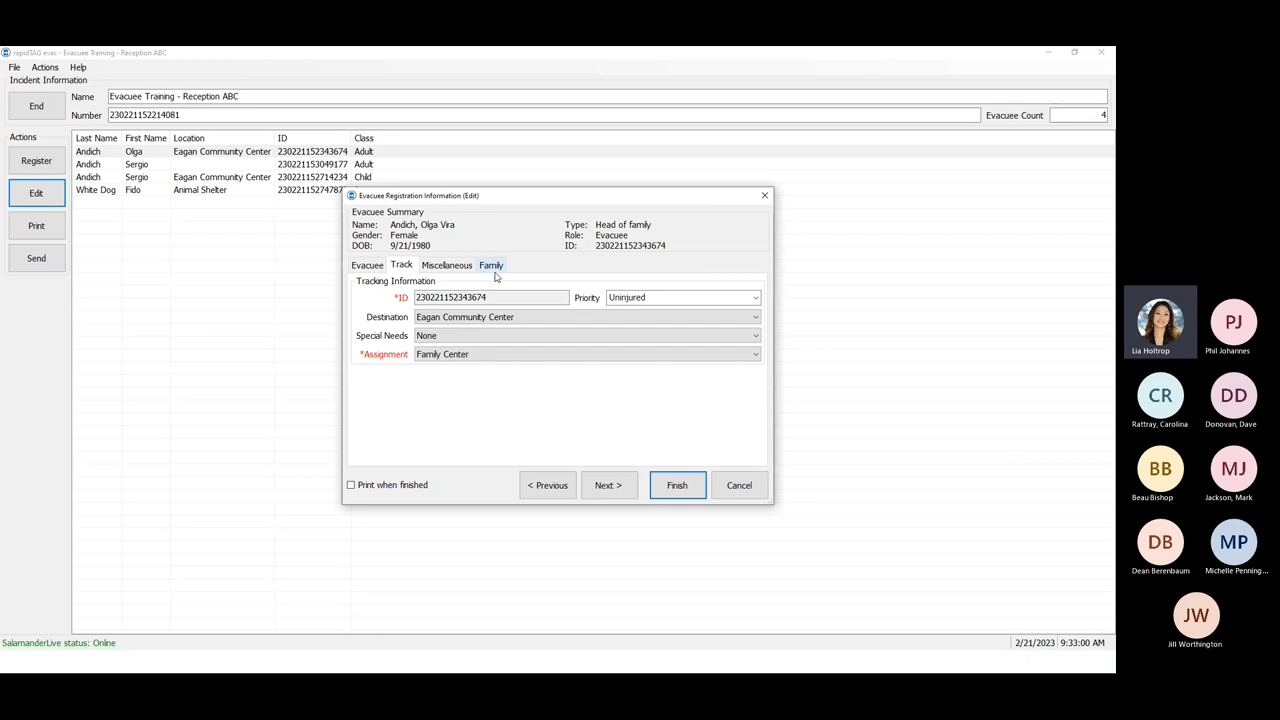 rapidTAG evac - Evacuee Training - Reception ABC
File Actions Help
Incident Information
End
Name Evacuee Training - Reception ABC
Number 230221152214081 Evacuee Count 4
Actions
Register
Edit
Print
Send
Last Name First Name Location ID Class
Andich Olga Eagan Community Center 230221152343674 Adult
Andich Sergio 230221153049177 Adult
Andich Sergio Eagan Community Center 230221152714234 Child
White Dog Fido Animal Shelter
Evacuee Registration Information (Edit)
Evacuee Summary
Name: Andich, Olga Vira Type: Head of family
Gender: Female Role: Evacuee
DOB: 9/21/1980 ID: 230221152343674
Evacuee Track Miscellaneous Family
Tracking Information
*ID 230221152343674 Priority Uninjured
Destination Eagan Community Center
Special Needs None
*Assignment Family Center
Print when finished < Previous Next > Finish Cancel
SalamanderLive status: Online 2/21/2023 9:33:00 AM
Lia Holtrop
PJ
Phil Johannes
CR
Rattray, Carolina
DD
Donovan, Dave
BB
Beau Bishop
MJ
Jackson, Mark
DB
Dean Berenbaum
MP
Michelle Penning...
JW
Jill Worthington